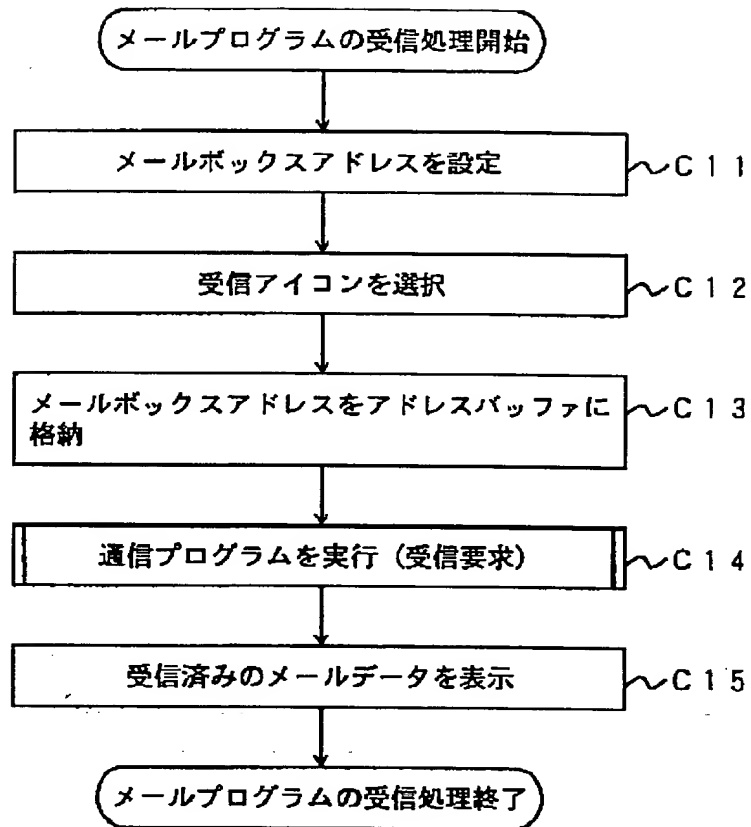 メールプログラムの受信処理開始
メールボックスアドレスを設定
C11
受信アイコンを選択
C12
メールボックスアドレスをアドレスバッファに
格納
C13
通信プログラムを実行（受信要求）
C14
受信済みのメールデータを表示
C15
メールプログラムの受信処理終了